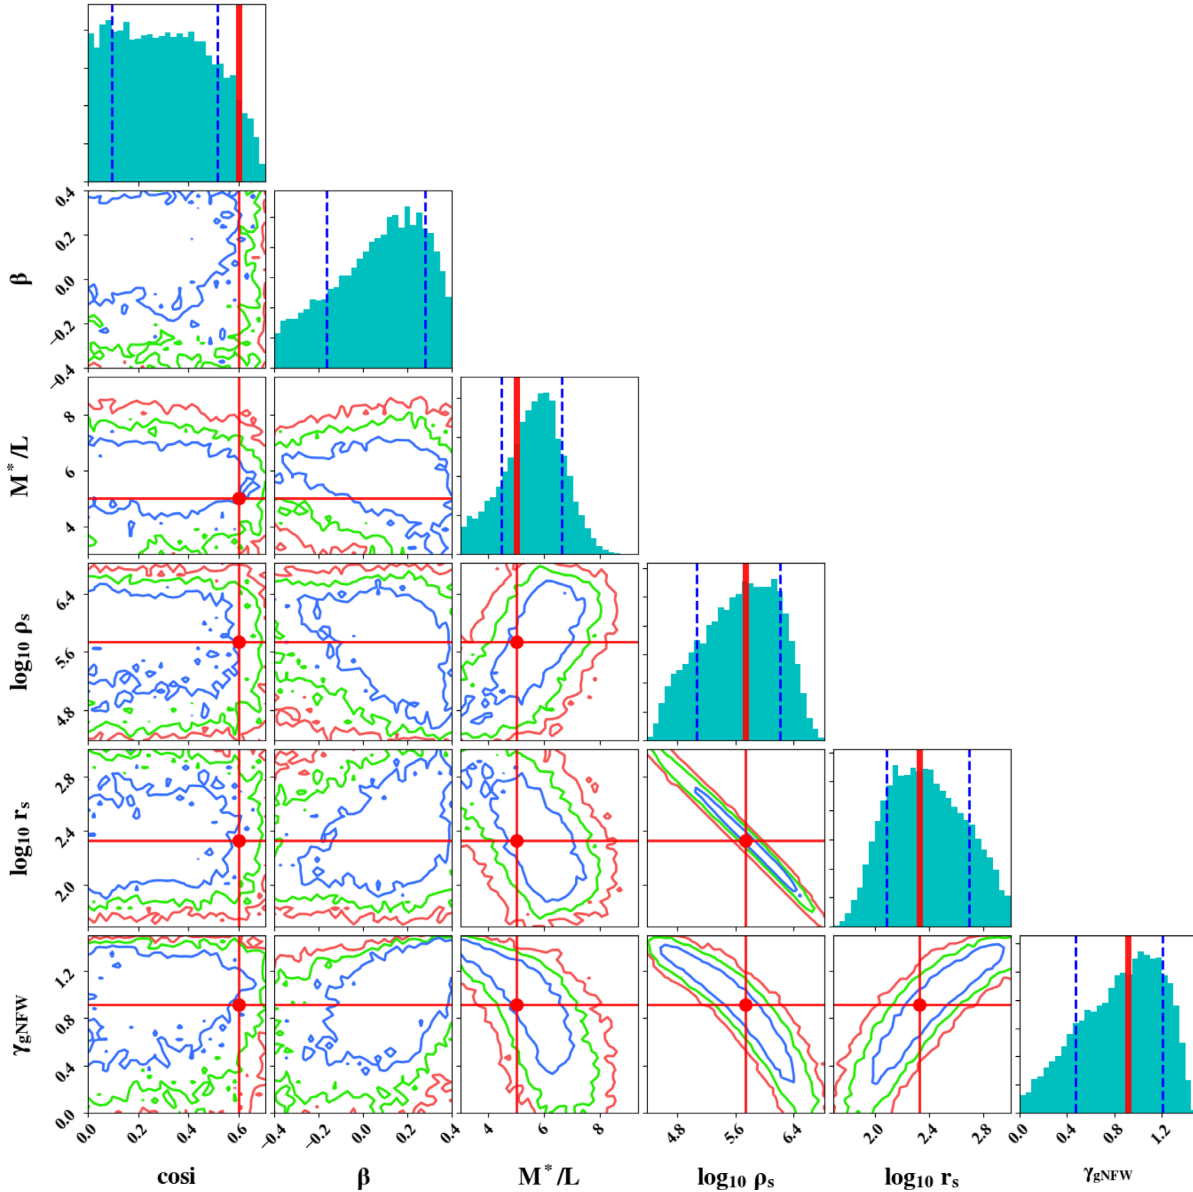 0.4
0.2
0.0
−0.2
−0.4
β
8
6
4
M*/L
6.4
5.6
4.8
log₁₀ ρₛ
2.8
2.4
2.0
log₁₀ rₛ
1.2
0.8
0.4
0.0
γgNFW
0.0 0.2 0.4 0.6
−0.4 −0.2 0.0 0.2 0.4
4 6 8
4.8 5.6 6.4
2.0 2.4 2.8
0.0 0.4 0.8 1.2
cosi β M*/L log₁₀ ρₛ log₁₀ rₛ γgNFW